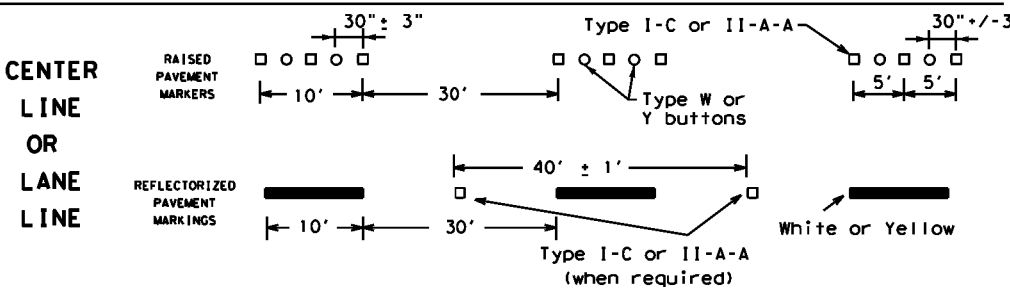 30" ± 3"
Type I-C or II-A-A
30"+/-3
CENTER
LINE
OR
LANE
LINE
RAISED
PAVEMENT
MARKERS
10'
30'
Type W or
Y buttons
5'
5'
40' ± 1'
REFLECTORIZED
PAVEMENT
MARKINGS
10'
30'
Type I-C or II-A-A
(when required)
White or Yellow